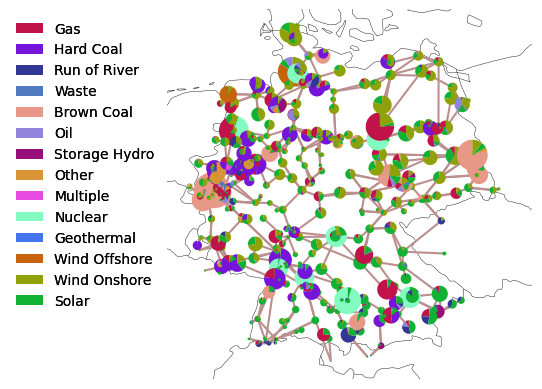 Gas
Hard Coal
Run of River
Waste
Brown Coal
Oil
Storage Hydro
Other
Multiple
Nuclear
Geothermal
Wind Offshore
Wind Onshore
Solar